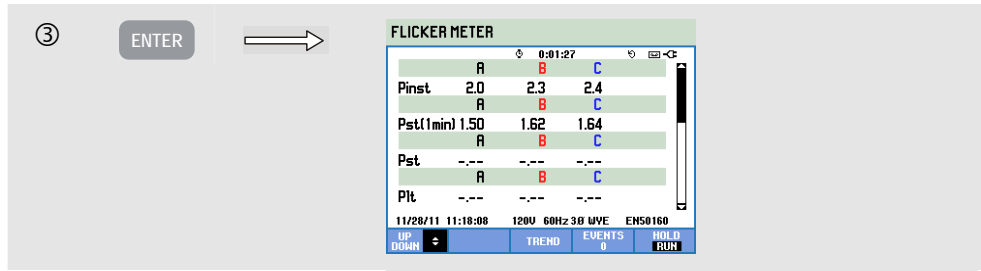 ③ ENTER
FLICKER METER
0:01:27
A B C
Pinst 2.0 2.3 2.4
A B C
Pst(1min) 1.50 1.62 1.64
A B C
Pst -.-- -.-- -.--
A B C
Plt -.-- -.-- -.--
11/28/11 11:18:08 120V 60Hz 3Ø WYE EN50160
UP DOWN TREND EVENTS 0 HOLD RUN